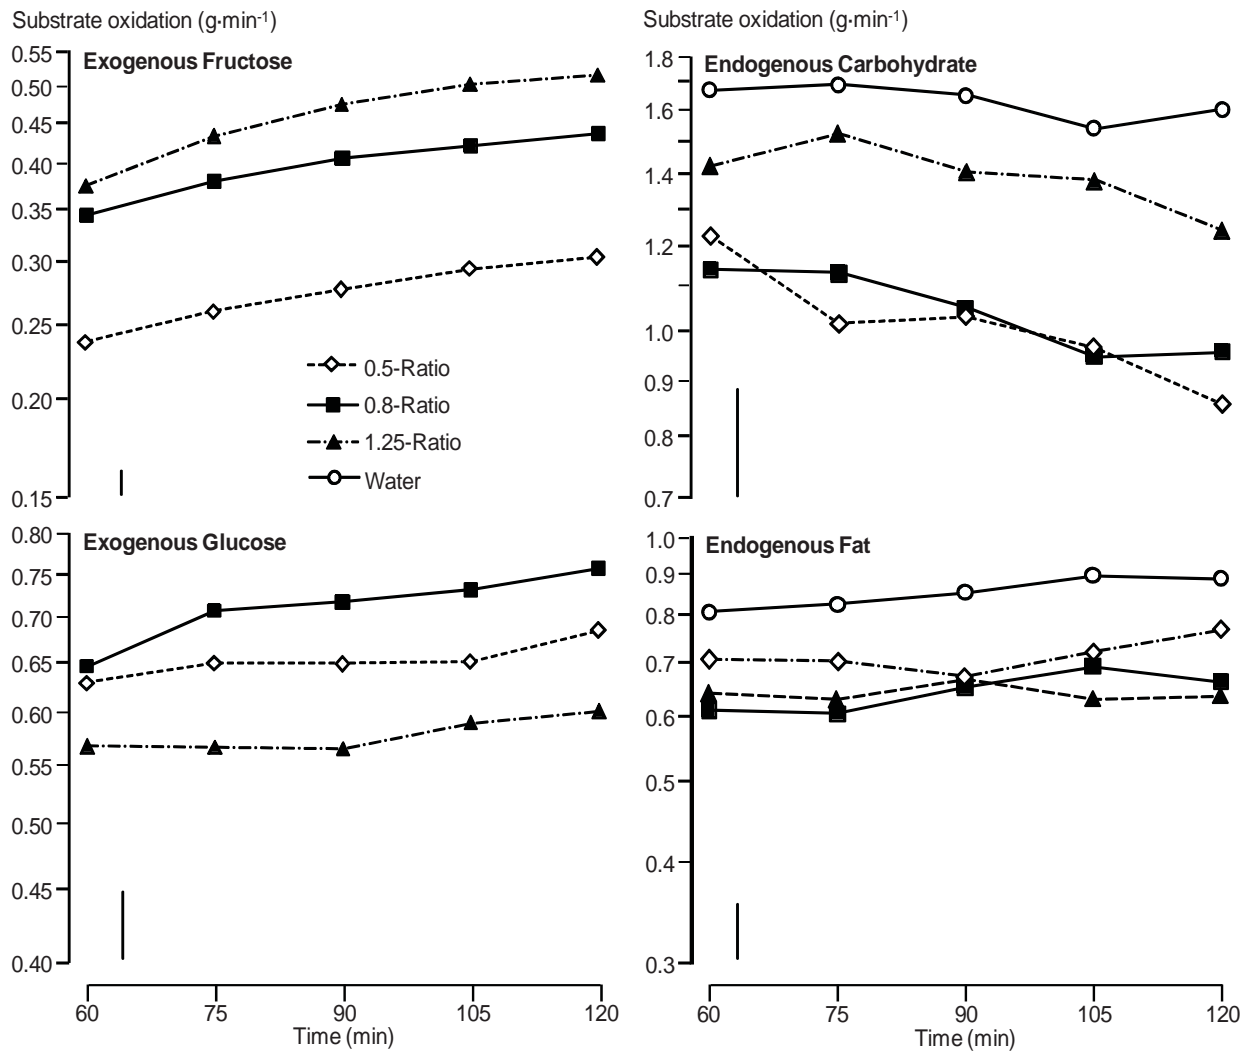 Substrate oxidation (g·min-1)
Exogenous Fructose
0.55
0.50
0.45
0.40
0.35
0.30
0.25
0.20
0.15
0.5-Ratio
0.8-Ratio
1.25-Ratio
Water
Substrate oxidation (g·min-1)
Endogenous Carbohydrate
1.8
1.6
1.4
1.2
1.0
0.9
0.8
0.7
Exogenous Glucose
0.80
0.75
0.70
0.65
0.60
0.55
0.50
0.45
0.40
60 75 90 105 120
Time (min)
Endogenous Fat
1.0
0.9
0.8
0.7
0.6
0.5
0.4
0.3
60 75 90 105 120
Time (min)